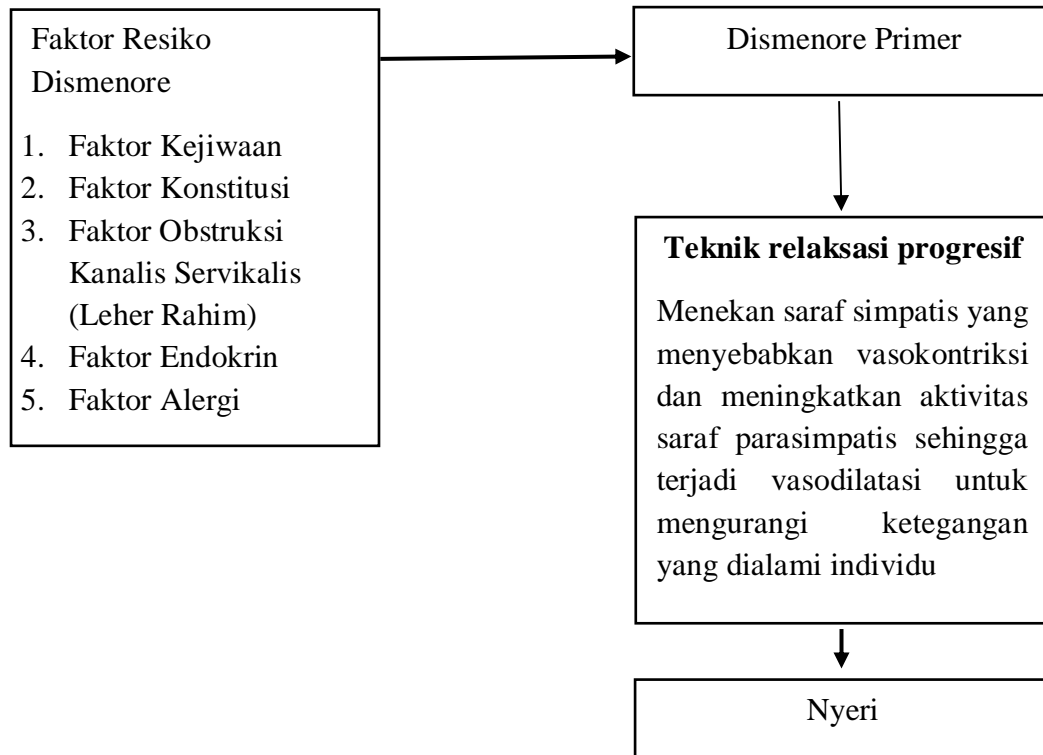 Faktor Resiko
Dismenore
1. Faktor Kejiwaan
2. Faktor Konstitusi
3. Faktor Obstruksi
Kanalis Servikalis
(Leher Rahim)
4. Faktor Endokrin
5. Faktor Alergi
Dismenore Primer
Teknik relaksasi progresif
Menekan saraf simpatis yang
menyebabkan vasokontriksi
dan meningkatkan aktivitas
saraf parasimpatis sehingga
terjadi vasodilatasi untuk
mengurangi ketegangan
yang dialami individu
Nyeri